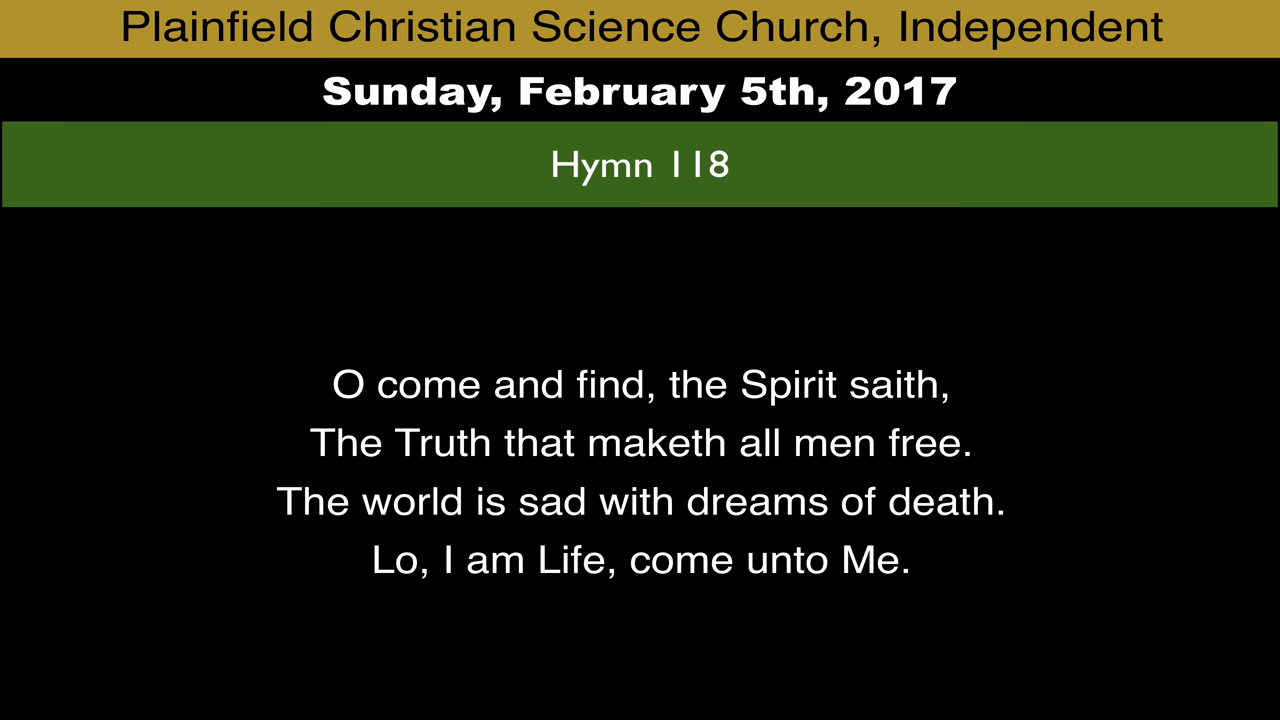 Plainfield Christian Science Church, Independent
Sunday, February 5th, 2017
Hymn 118
O come and find, the Spirit saith,
The Truth that maketh all men free.
The world is sad with dreams of death.
Lo, I am Life, come unto Me.